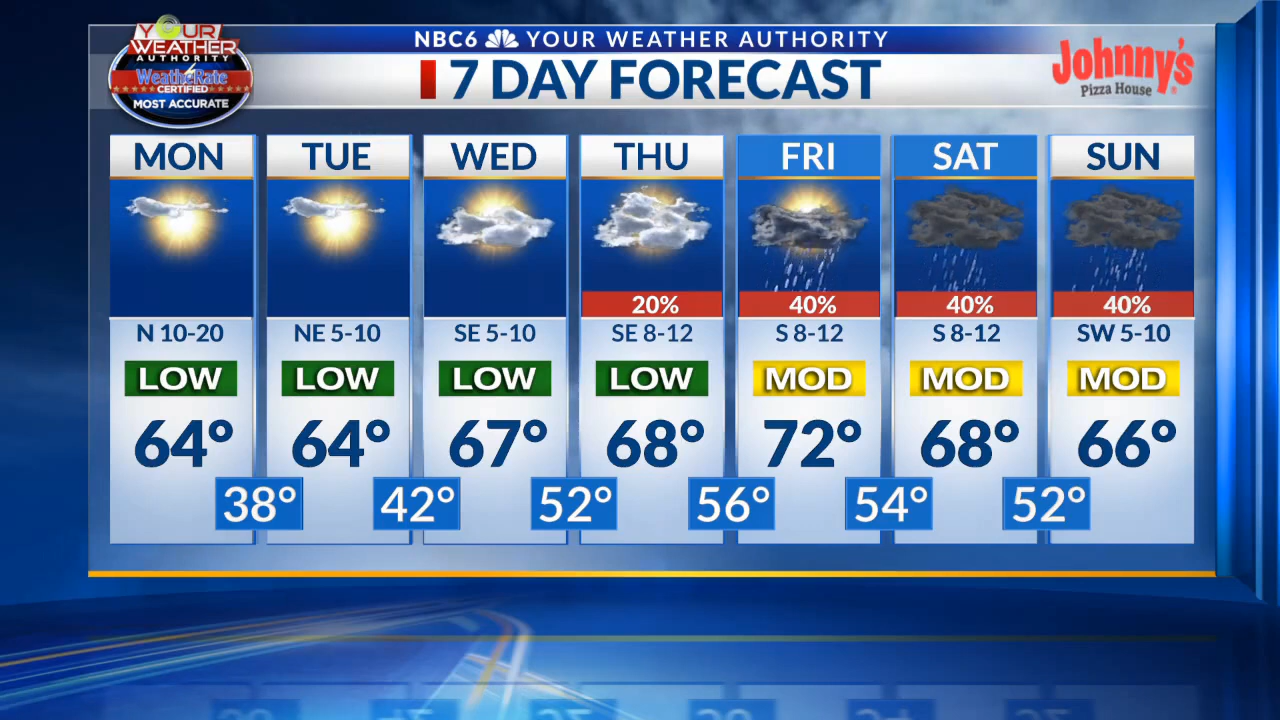 YOUR
WEATHER
AUTHORITY
WeatheRate
CERTIFIED
MOST ACCURATE
NBC6 YOUR WEATHER AUTHORITY
7 DAY FORECAST
Johnny's
Pizza House
MON TUE WED THU FRI SAT SUN
20% 40% 40% 40%
N 10-20 NE 5-10 SE 5-10 SE 8-12 S 8-12 S 8-12 SW 5-10
LOW LOW LOW LOW MOD MOD MOD
64° 64° 67° 68° 72° 68° 66°
38° 42° 52° 56° 54° 52°